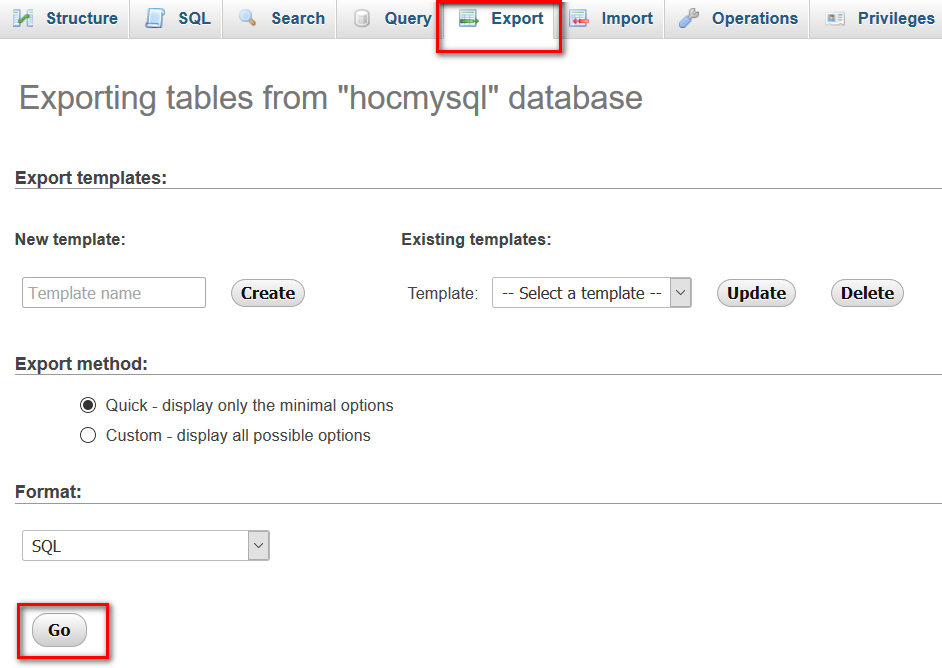 Structure SQL Search Query Export Import Operations Privileges
Exporting tables from "hocmysql" database
Export templates:
New template:
Existing templates:
Template name Create
Template: -- Select a template -- Update Delete
Export method:
Quick - display only the minimal options
Custom - display all possible options
Format:
SQL
Go